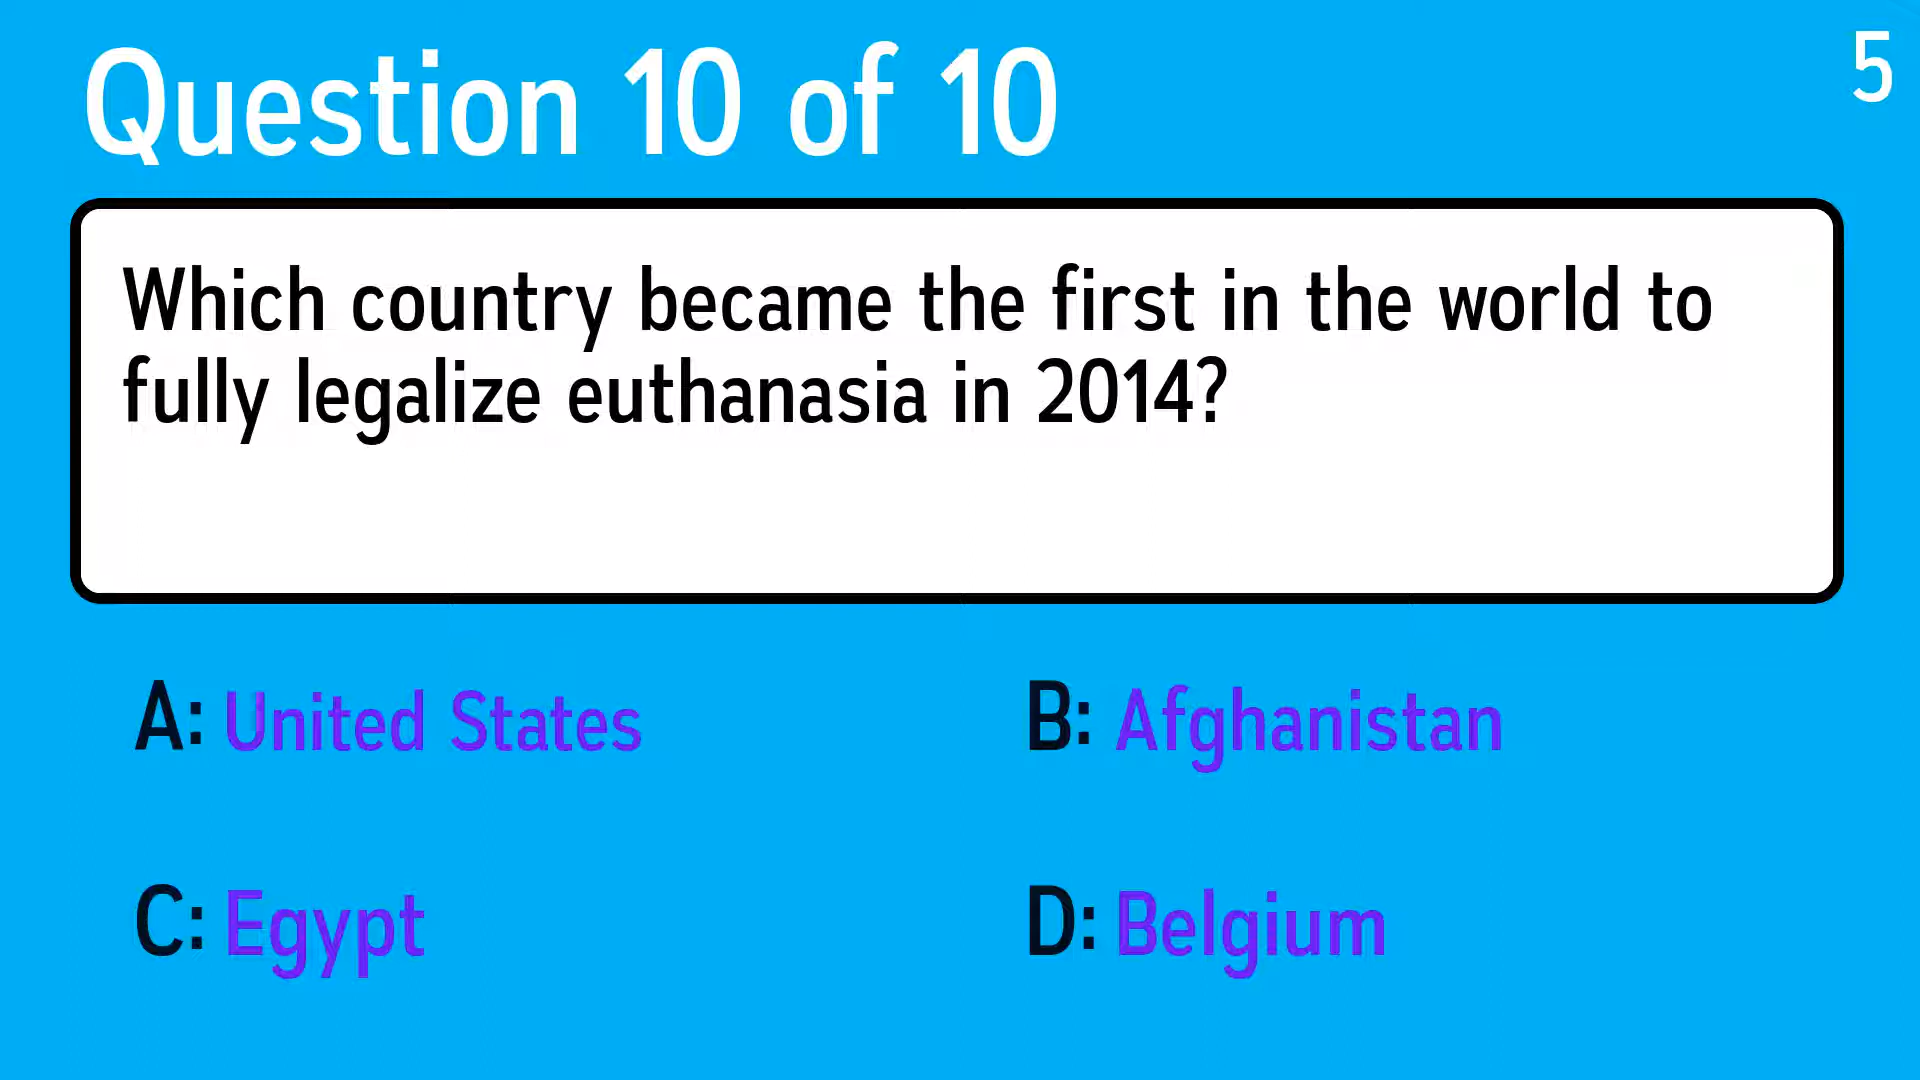 Question 10 of 10
5
Which country became the first in the world to
fully legalize euthanasia in 2014?
A: United States
B: Afghanistan
C: Egypt
D: Belgium